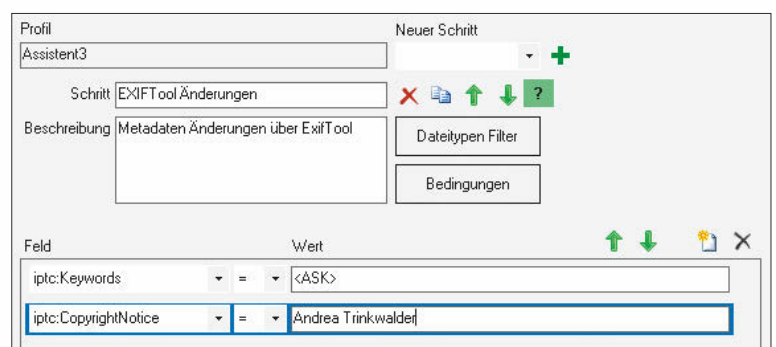 Profil
Neuer Schritt
Assistent3
Schritt EXIFTool Änderungen
?
Beschreibung Metadaten Änderungen über ExifTool
Dateitypen Filter
Bedingungen
Feld Wert
iptc:Keywords = <ASK>
iptc:CopyrightNotice = Andrea Trinkwalder